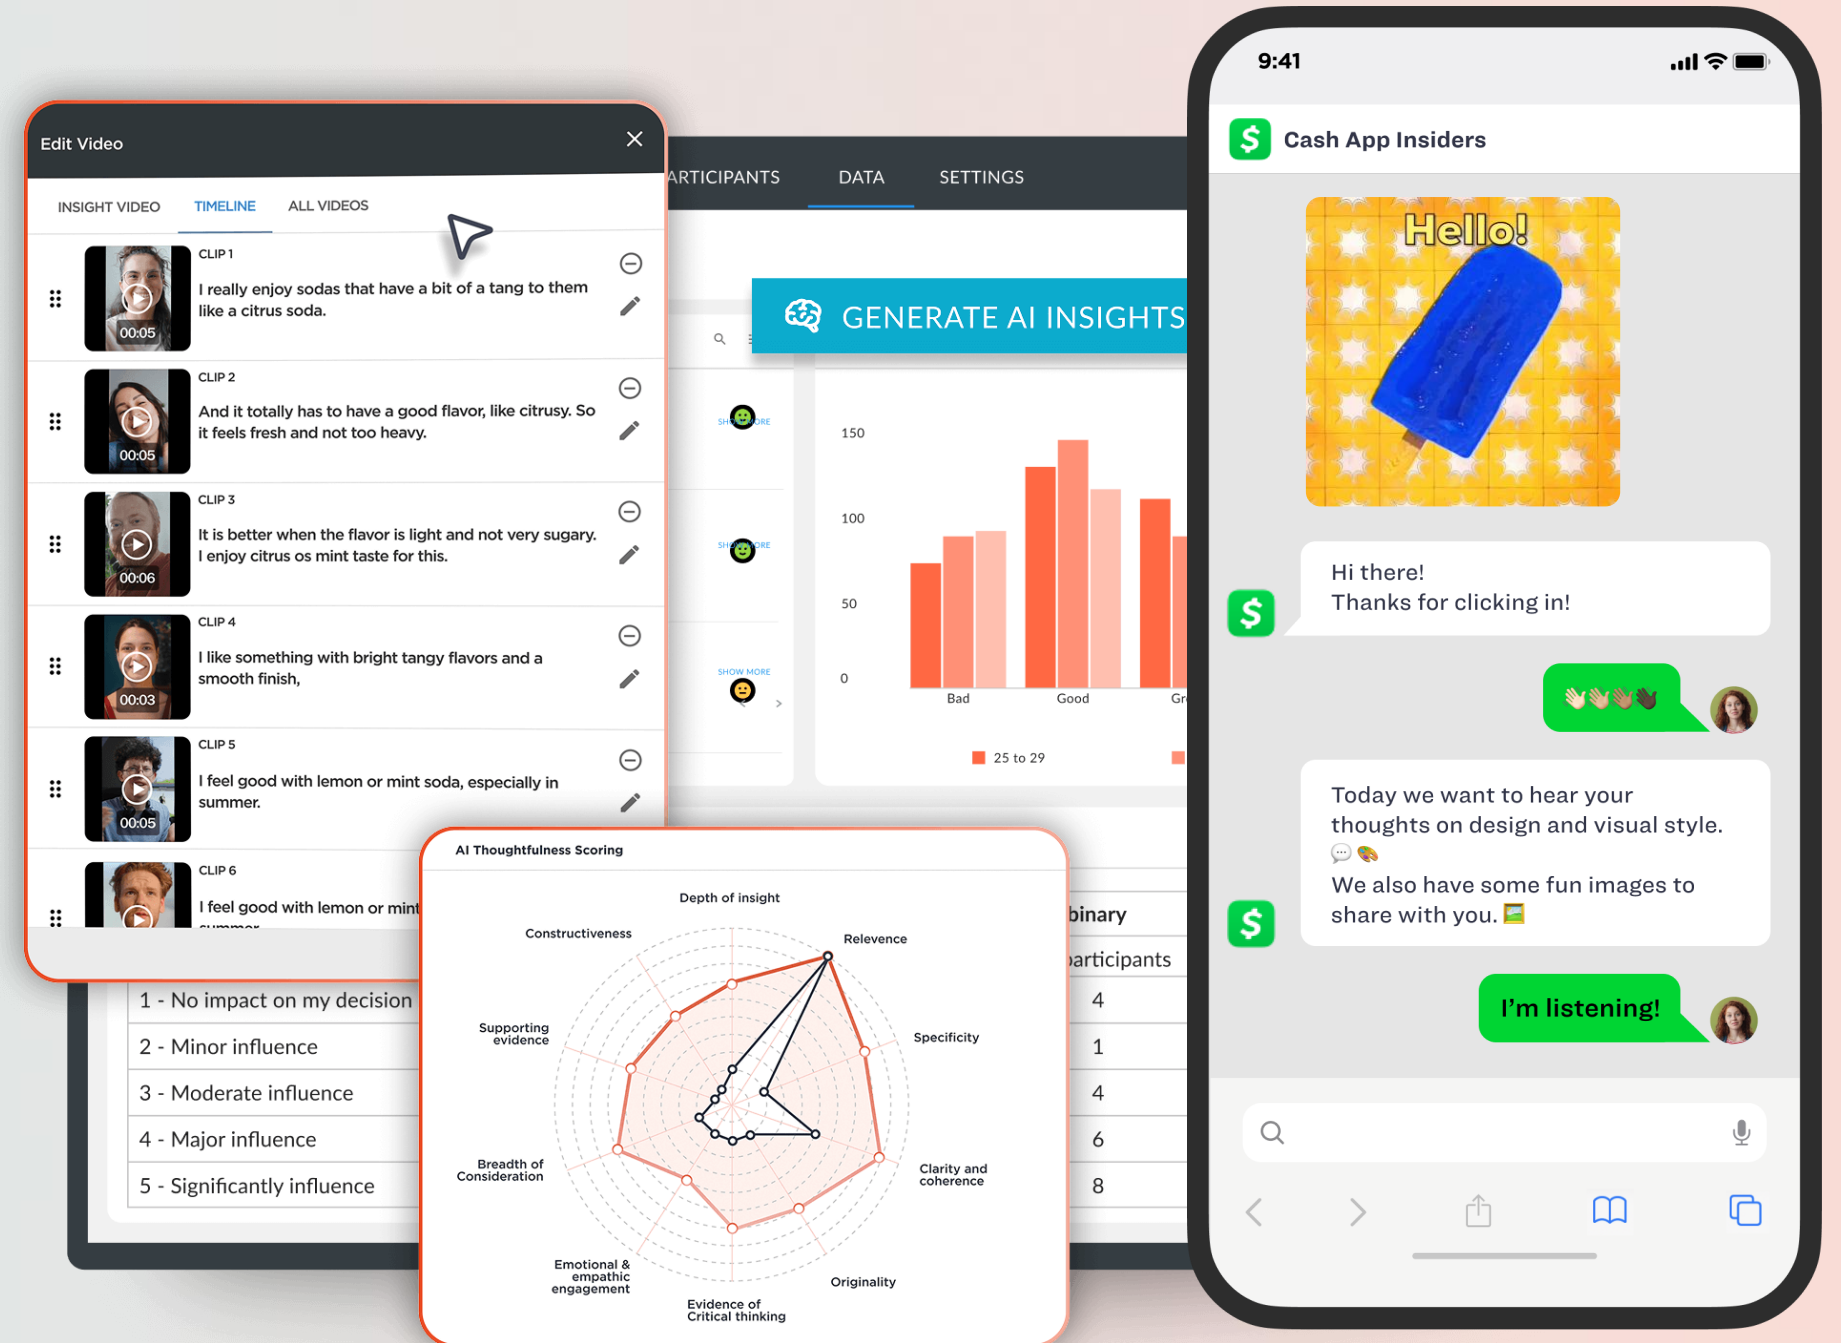 Edit Video
INSIGHT VIDEO
TIMELINE
ALL VIDEOS
CLIP 1
I really enjoy sodas that have a bit of a tang to them
like a citrus soda.
00:05
CLIP 2
And it totally has to have a good flavor, like citrusy. So
it feels fresh and not too heavy.
00:05
CLIP 3
It is better when the flavor is light and not very sugary.
I enjoy citrus os mint taste for this.
00:06
CLIP 4
I like something with bright tangy flavors and a
smooth finish,
00:03
CLIP 5
I feel good with lemon or mint soda, especially in
summer.
00:05
CLIP 6
I feel good with lemon or mint
ARTICIPANTS
DATA
SETTINGS
GENERATE AI INSIGHTS
SHOW MORE
SHOW MORE
SHOW MORE
150
100
50
0
Bad
Good
Gr
25 to 29
binary
participants
1 - No impact on my decision
4
2 - Minor influence
1
3 - Moderate influence
4
4 - Major influence
6
5 - Significantly influence
8
AI Thoughtfulness Scoring
Depth of insight
Relevence
Specificity
Clarity and
coherence
Originality
Evidence of
Critical thinking
Emotional &
empathic
engagement
Breadth of
Consideration
Supporting
evidence
Constructiveness
9:41
$ Cash App Insiders
Hello!
Hi there!
Thanks for clicking in!
$
Today we want to hear your
thoughts on design and visual style.
We also have some fun images to
share with you.
$
I'm listening!